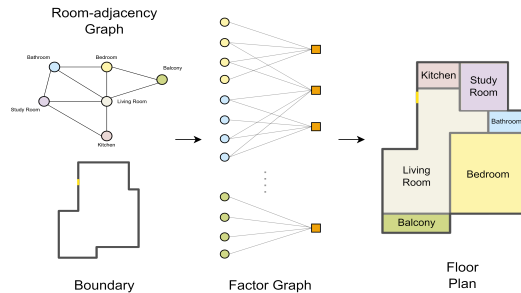 Room-adjacency
Graph
Bathroom
Bedroom
Balcony
Study Room
Living Room
Kitchen
Boundary
Factor Graph
Kitchen
Study
Room
Bathroom
Living
Room
Bedroom
Balcony
Floor
Plan